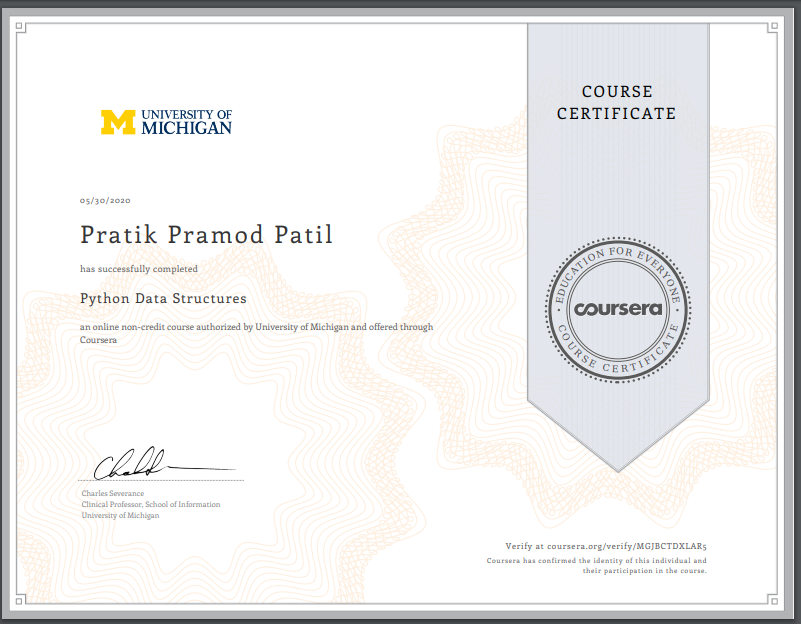 UNIVERSITY OF
MICHIGAN
COURSE
CERTIFICATE
05/30/2020
Pratik Pramod Patil
has successfully completed
Python Data Structures
an online non-credit course authorized by University of Michigan and offered through
Coursera
EDUCATION FOR EVERYONE
coursera
COURSE CERTIFICATE
Charles Severance
Clinical Professor, School of Information
University of Michigan
Verify at coursera.org/verify/MGJBCTDXLAR5
Coursera has confirmed the identity of this individual and
their participation in the course.